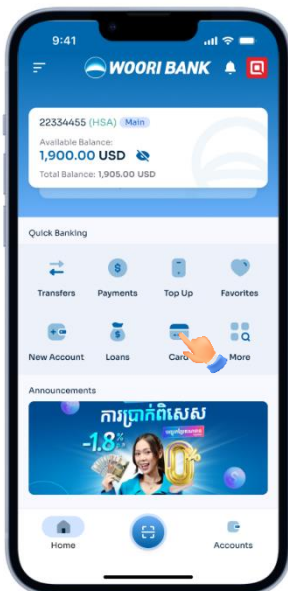 9:41
WOORI BANK
22334455 (HSA) Main
Available Balance:
1,900.00 USD
Total Balance: 1,905.00 USD
Quick Banking
Transfers Payments Top Up Favorites
New Account Loans Card More
Announcements
ការប្រាក់ពិសេស
-1.8%
0%
Home Accounts